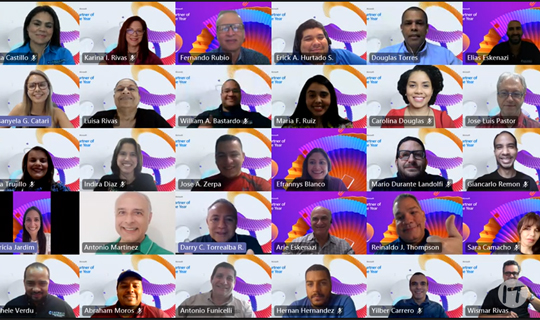 a Castillo
Karina I. Rivas
Fernando Rubio
Erick A. Hurtado S.
Douglas Torres
Elias Eskenazi
anyela G. Catari
Luisa Rivas
William A. Bastardo
Maria F. Ruiz
Carolina Douglas
Jose Luis Pastor
a Trujillo
Indira Diaz
Jose A. Zerpa
Efrannys Blanco
Mario Durante Landolfi
Giancarlo Remon
ricia Jardim
Antonio Martinez
Darry C. Torrealba R.
Arie Eskenazi
Reinaldo J. Thompson
Sara Camacho
hele Verdu
Abraham Moros
Antonio Funicelli
Hernan Hernandez
Yilber Carrero
Wismar Rivas